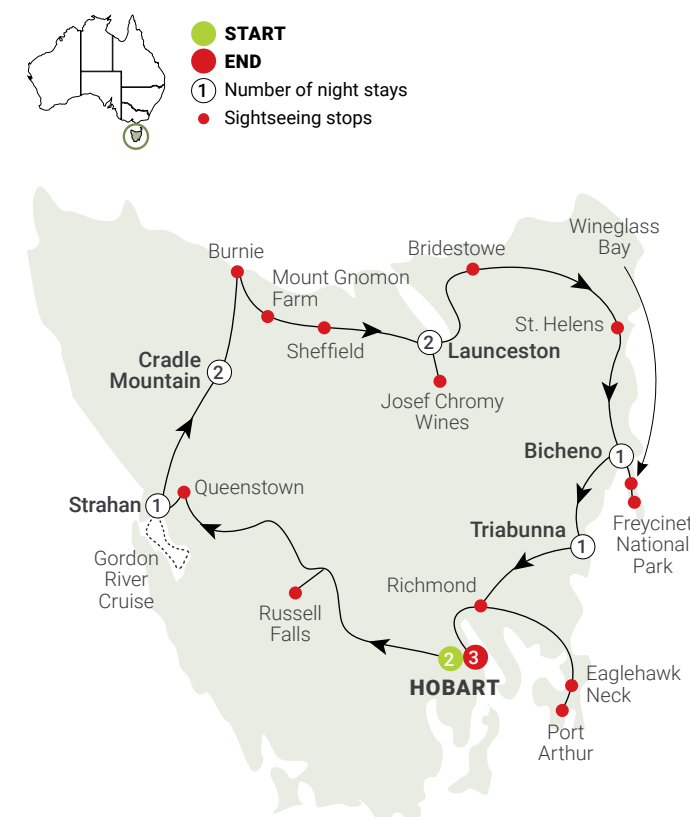 START
END
1 Number of night stays
Sightseeing stops
Wineglass
Bay
Burnie
Bridestowe
Mount Gnomon
Farm
St. Helens
Sheffield
2
Launceston
Cradle
Mountain
2
Josef Chromy
Wines
Bicheno
1
Queenstown
Strahan
1
Freycinet
National
Park
Triabunna
1
Gordon
River
Cruise
Richmond
Russell
Falls
2
3
HOBART
Eaglehawk
Neck
Port
Arthur